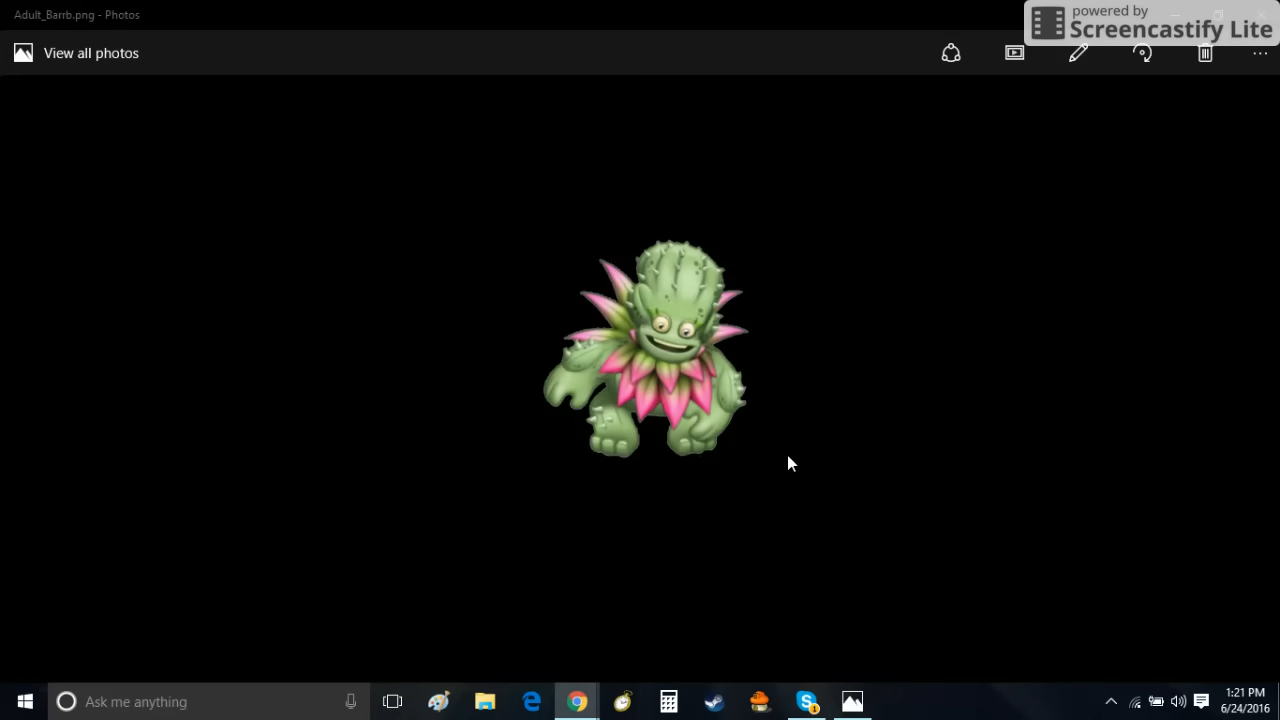 Adult_Barrb.png - Photos
powered by
Screencastify Lite
View all photos
Ask me anything
1
1:21 PM
6/24/2016